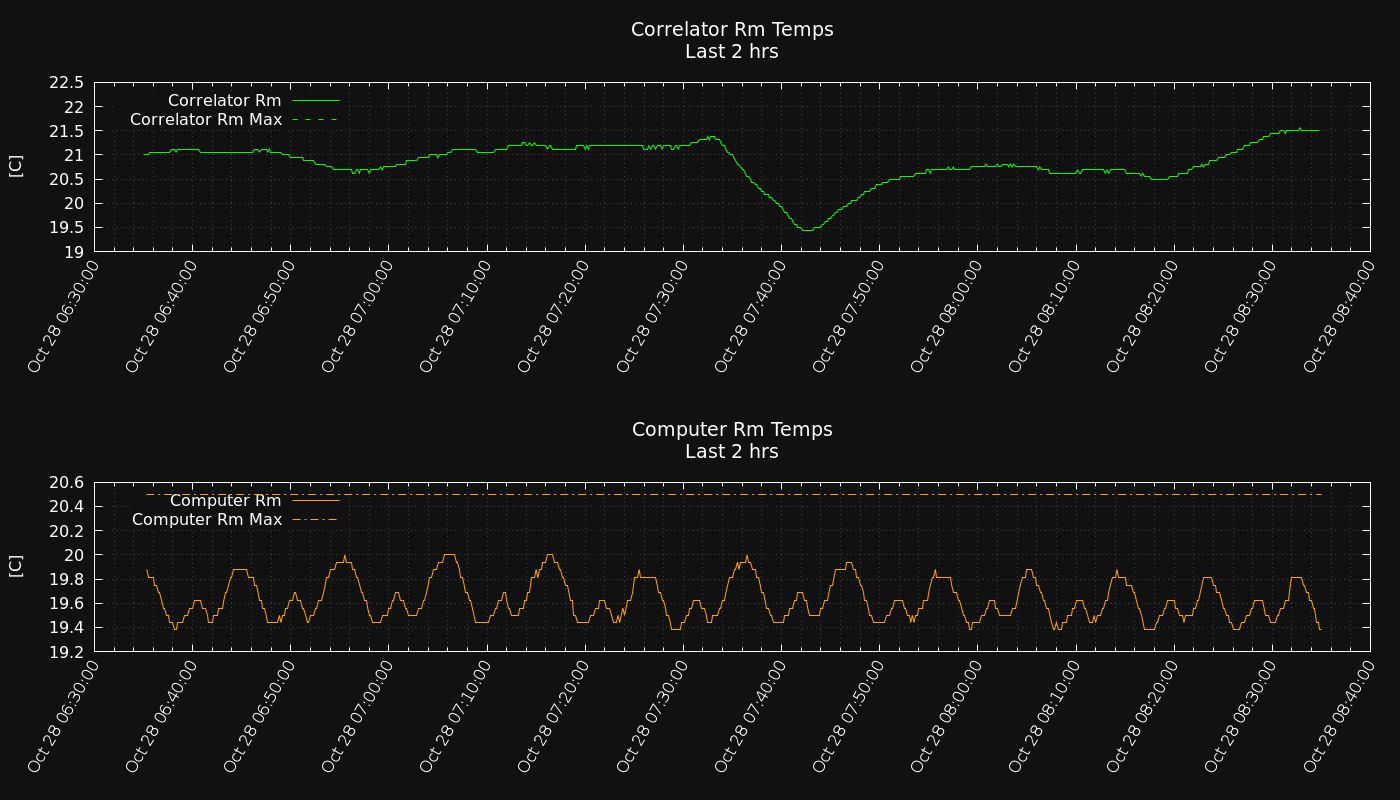 Correlator Rm Temps
Last 2 hrs
22.5
22
21.5
21
20.5
20
19.5
19
[C]
Correlator Rm
Correlator Rm Max
Oct 28 06:30:00
Oct 28 06:40:00
Oct 28 06:50:00
Oct 28 07:00:00
Oct 28 07:10:00
Oct 28 07:20:00
Oct 28 07:30:00
Oct 28 07:40:00
Oct 28 07:50:00
Oct 28 08:00:00
Oct 28 08:10:00
Oct 28 08:20:00
Oct 28 08:30:00
Oct 28 08:40:00
Computer Rm Temps
Last 2 hrs
20.6
20.4
20.2
20
19.8
19.6
19.4
19.2
[C]
Computer Rm
Computer Rm Max
Oct 28 06:30:00
Oct 28 06:40:00
Oct 28 06:50:00
Oct 28 07:00:00
Oct 28 07:10:00
Oct 28 07:20:00
Oct 28 07:30:00
Oct 28 07:40:00
Oct 28 07:50:00
Oct 28 08:00:00
Oct 28 08:10:00
Oct 28 08:20:00
Oct 28 08:30:00
Oct 28 08:40:00